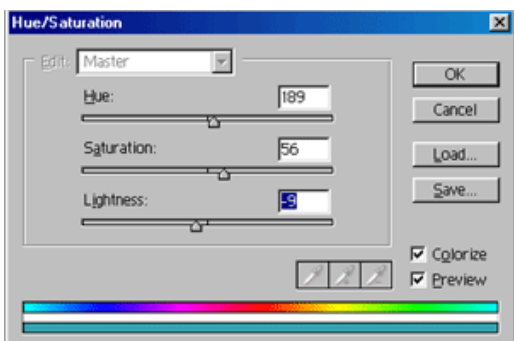 Hue/Saturation
Edit: Master
Hue: 189
Saturation: 56
Lightness: -9
OK
Cancel
Load...
Save...
Colorize
Preview